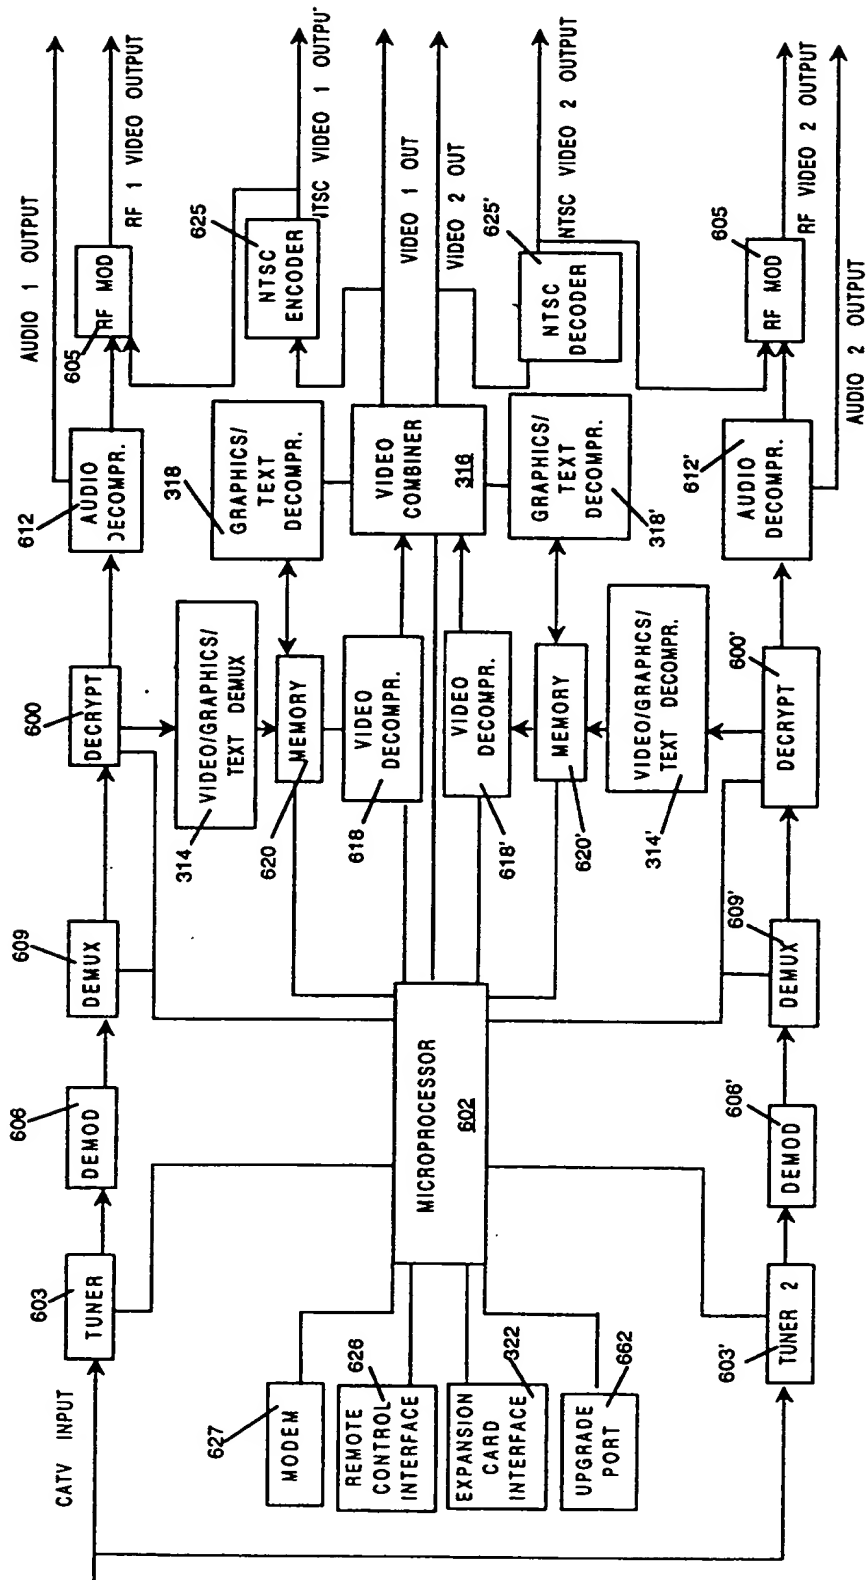 CATV INPUT
603
TUNER
606
DEMOD
609
DEMUX
600
DECRYPT
612
AUDIO
DECOMPR.
AUDIO 1 OUTPUT
605
RF MOD
RF 1 VIDEO OUTPUT
314
VIDEO/GRAPHICS/
TEXT DEMUX
318
GRAPHICS/
TEXT
DECOMPR.
625
NTSC
ENCODER
NTSC VIDEO 1 OUTPUT
620
MEMORY
618
VIDEO
DECOMPR.
VIDEO
COMBINER
316
VIDEO 1 OUT
VIDEO 2 OUT
627
MODEM
626
REMOTE
CONTROL
INTERFACE
322
EXPANSION
CARD
INTERFACE
662
UPGRADE
PORT
MICROPROCESSOR
602
618'
VIDEO
DECOMPR.
620'
MEMORY
GRAPHICS/
TEXT
DECOMPR.
318'
625'
NTSC
DECODER
NTSC VIDEO 2 OUTPUT
314'
VIDEO/GRAPHCS/
TEXT DECOMPR.
603'
TUNER 2
606'
DEMOD
609'
DEMUX
600'
DECRYPT
612'
AUDIO
DECOMPR.
605
RF MOD
RF VIDEO 2 OUTPUT
AUDIO 2 OUTPUT